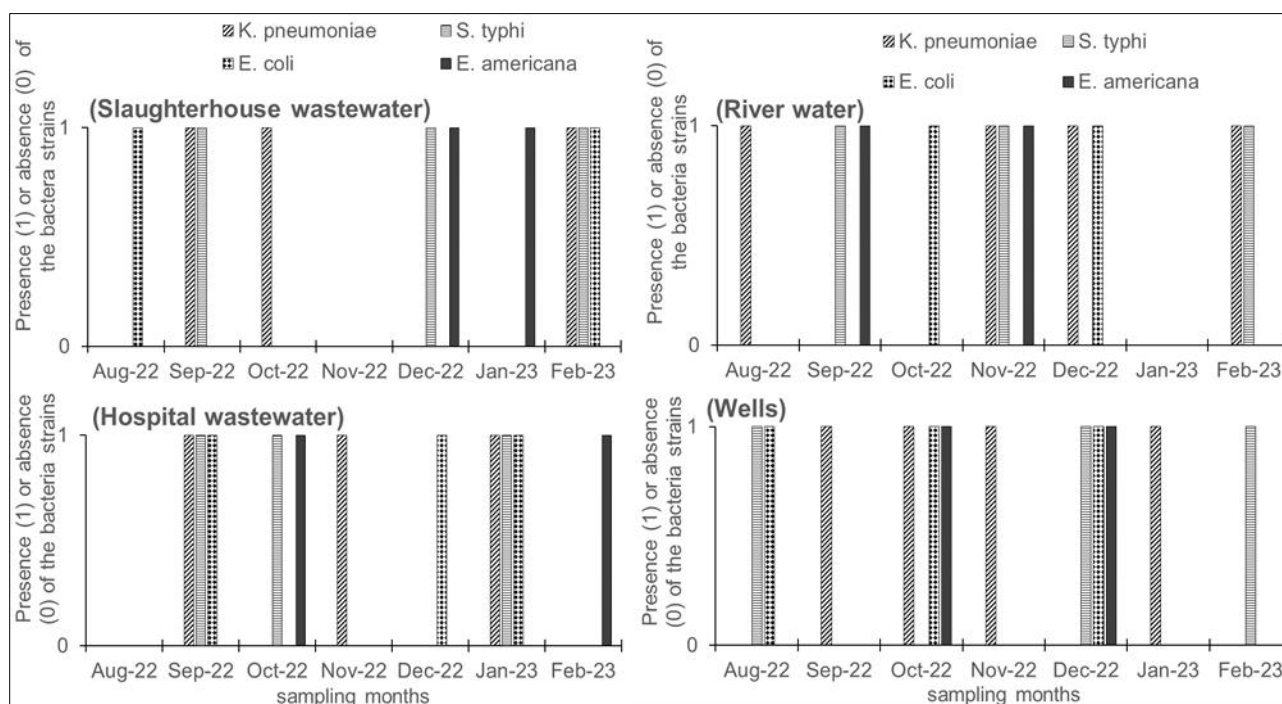 K. pneumoniae
S. typhi
E. coli
E. americana
(Slaughterhouse wastewater)
Presence (1) or absence (0) of
the bactera strains
1
0
Aug-22 Sep-22 Oct-22 Nov-22 Dec-22 Jan-23 Feb-23
K. pneumoniae
S. typhi
E. coli
E. americana
(River water)
Presence (1) or absence (0) of
the bacteria strains
1
0
Aug-22 Sep-22 Oct-22 Nov-22 Dec-22 Jan-23 Feb-23
(Hospital wastewater)
Presence (1) or absence
(0) of the bacteria strains
1
0
Aug-22 Sep-22 Oct-22 Nov-22 Dec-22 Jan-23 Feb-23
sampling months
(Wells)
Presence (1) or absence
(0) of the bacteria strains
1
0
Aug-22 Sep-22 Oct-22 Nov-22 Dec-22 Jan-23 Feb-23
sampling months